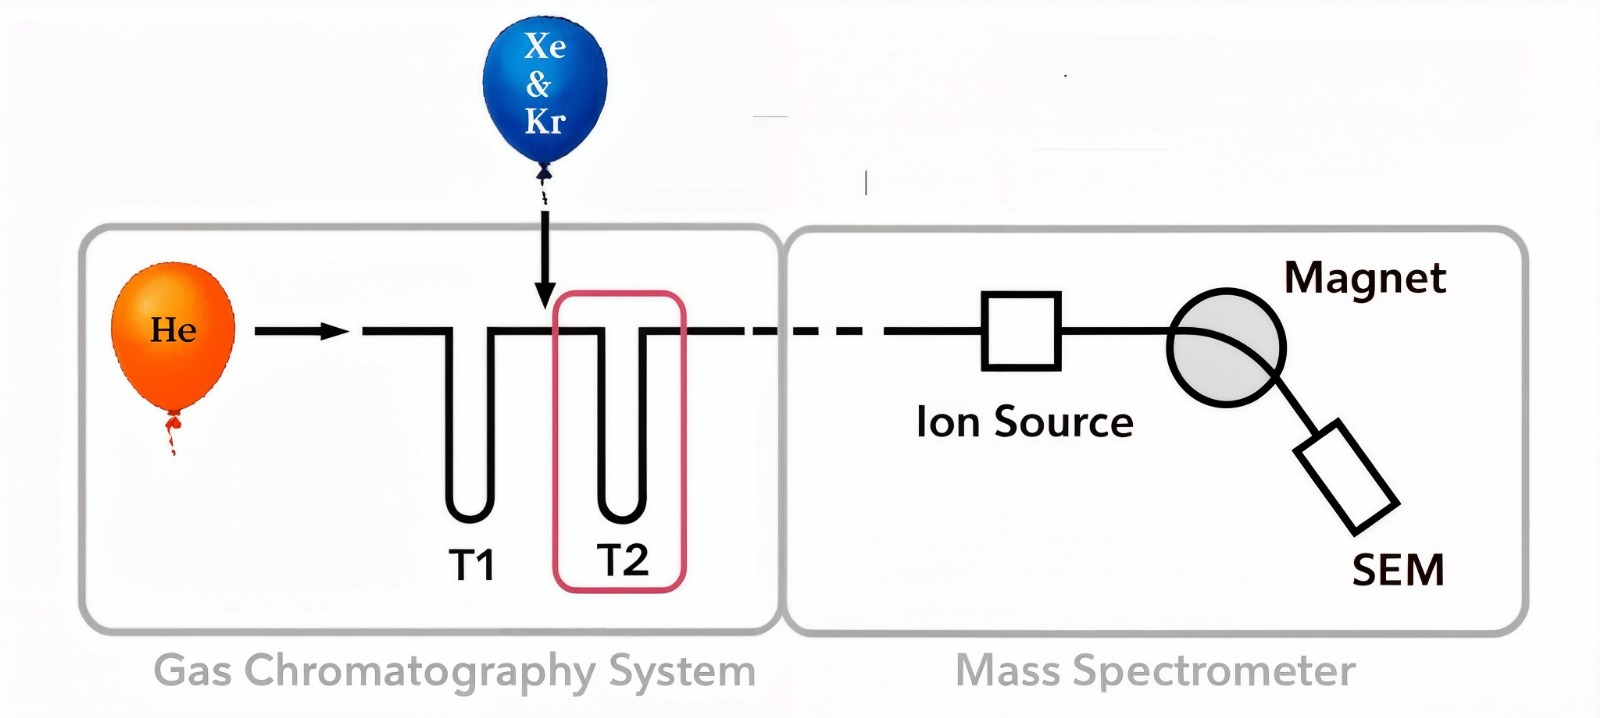 Xe
&
Kr
He
T1
T2
Ion Source
Magnet
SEM
Gas Chromatography System
Mass Spectrometer